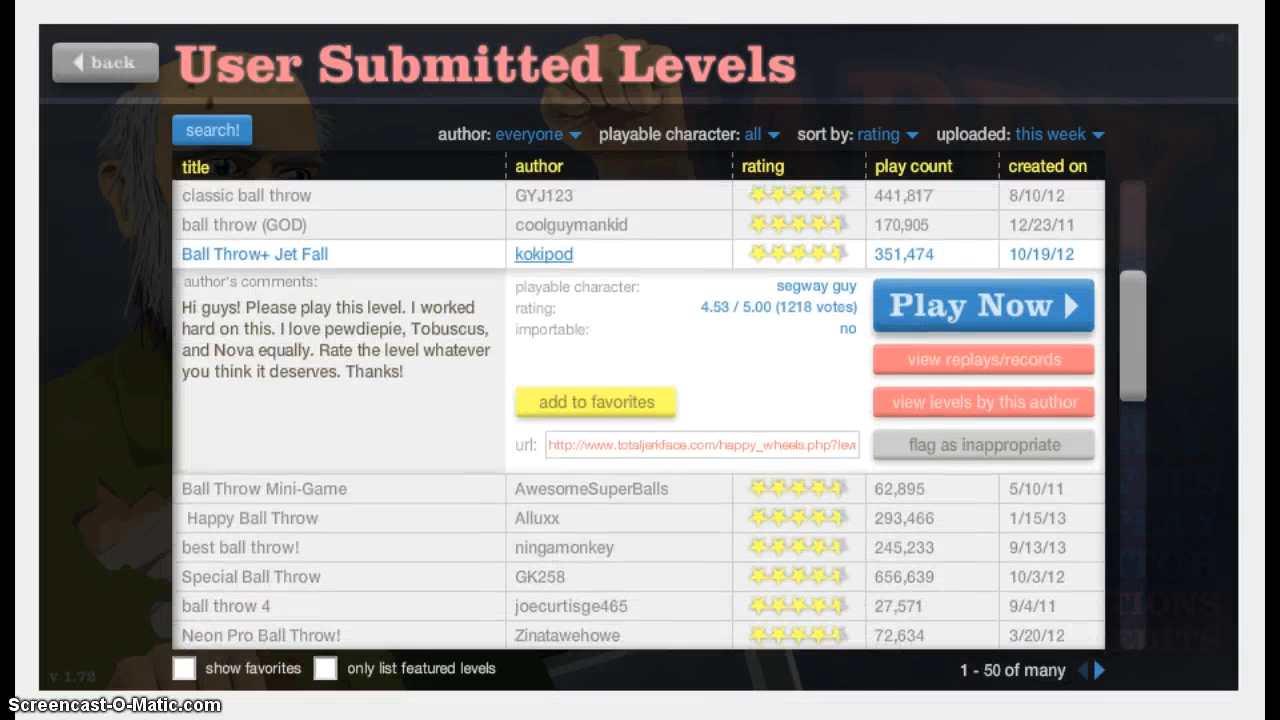 back
User Submitted Levels
search!
author: everyone playable character: all sort by: rating uploaded: this week
title author rating play count created on
classic ball throw GYJ123 441,817 8/10/12
ball throw (GOD) coolguymankid 170,905 12/23/11
Ball Throw+ Jet Fall kokipod 351,474 10/19/12
author's comments:
Hi guys! Please play this level. I worked
hard on this. I love pewdiepie, Tobuscus,
and Nova equally. Rate the level whatever
you think it deserves. Thanks!
playable character: segway guy
rating: 4.53 / 5.00 (1218 votes)
importable: no
add to favorites
url: http://www.totaljerkface.com/happy_wheels.php?lev
Play Now
view replays/records
view levels by this author
flag as inappropriate
Ball Throw Mini-Game AwesomeSuperBalls 62,895 5/10/11
Happy Ball Throw Alluxx 293,466 1/15/13
best ball throw! ningamonkey 245,233 9/13/13
Special Ball Throw GK258 656,639 10/3/12
ball throw 4 joecurtisge465 27,571 9/4/11
Neon Pro Ball Throw! Zinatawehowe 72,634 3/20/12
show favorites only list featured levels 1 - 50 of many
v 1.72
Screencast-O-Matic.com